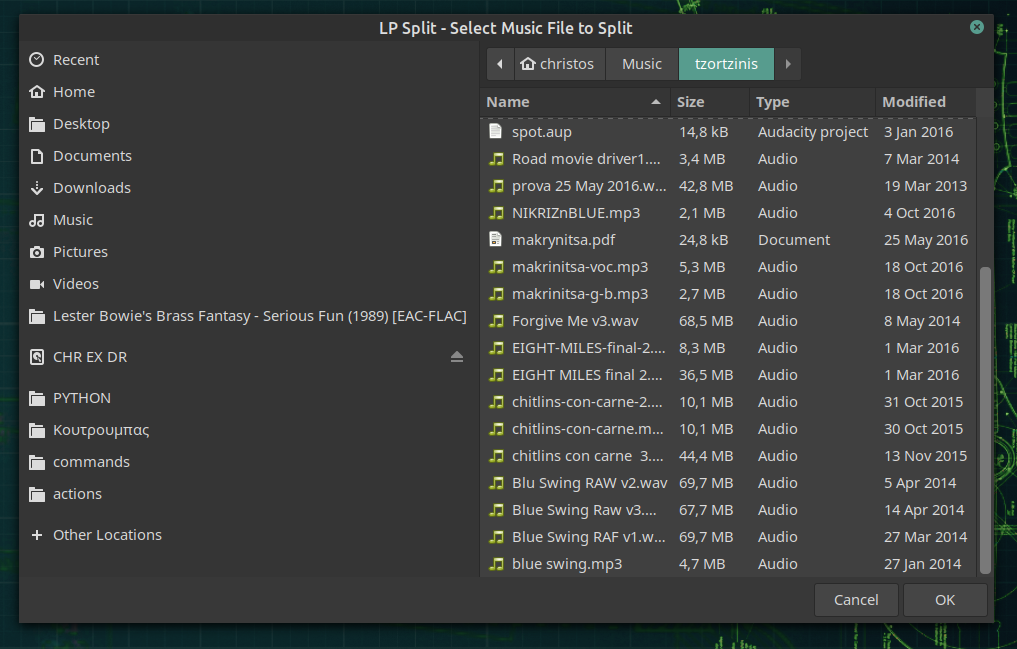 LP Split - Select Music File to Split
Recent
Home
Desktop
Documents
Downloads
Music
Pictures
Videos
Lester Bowie's Brass Fantasy - Serious Fun (1989) [EAC-FLAC]
CHR EX DR
PYTHON
Κουτρουμπας
commands
actions
Other Locations
christos Music tzortzinis
Name Size Type Modified
spot.aup 14,8 kB Audacity project 3 Jan 2016
Road movie driver1.... 3,4 MB Audio 7 Mar 2014
prova 25 May 2016.w... 42,8 MB Audio 19 Mar 2013
NIKRIZnBLUE.mp3 2,1 MB Audio 4 Oct 2016
makrynitsa.pdf 24,8 kB Document 25 May 2016
makrinitsa-voc.mp3 5,3 MB Audio 18 Oct 2016
makrinitsa-g-b.mp3 2,7 MB Audio 18 Oct 2016
Forgive Me v3.wav 68,5 MB Audio 8 May 2014
EIGHT-MILES-final-2.... 8,3 MB Audio 1 Mar 2016
EIGHT MILES final 2.... 36,5 MB Audio 1 Mar 2016
chitlins-con-carne-2.... 10,1 MB Audio 31 Oct 2015
chitlins-con-carne.m... 10,1 MB Audio 30 Oct 2015
chitlins con carne  3.... 44,4 MB Audio 13 Nov 2015
Blu Swing RAW v2.wav 69,7 MB Audio 5 Apr 2014
Blue Swing Raw v3.... 67,7 MB Audio 14 Apr 2014
Blue Swing RAF v1.w... 69,7 MB Audio 27 Mar 2014
blue swing.mp3 4,7 MB Audio 27 Jan 2014
Cancel OK